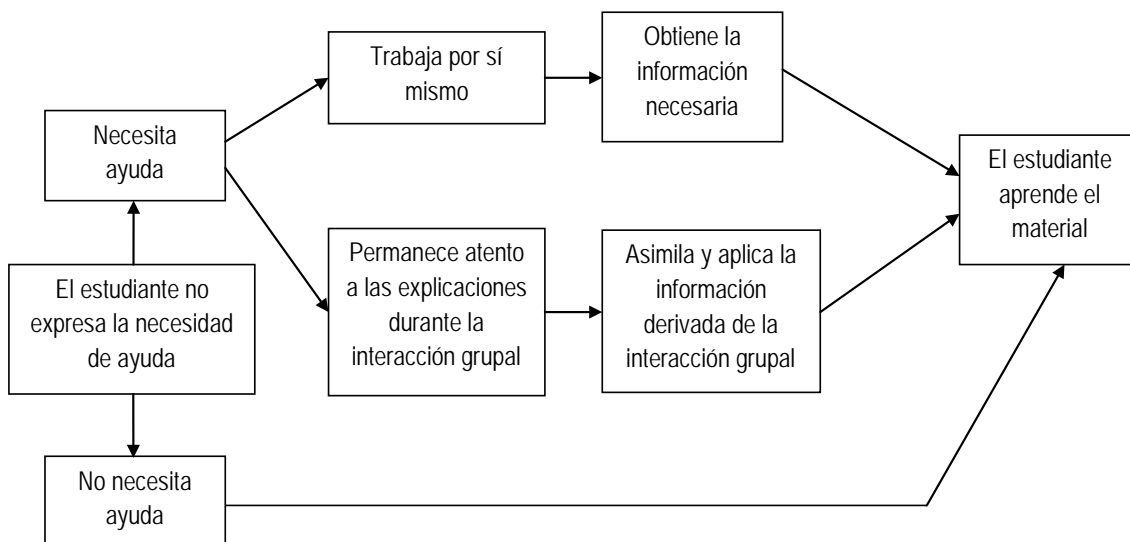 Trabaja por sí
mismo
Obtiene la
información
necesaria
Necesita
ayuda
El estudiante
aprende el
material
Permanece atento
a las explicaciones
durante la
interacción grupal
Asimila y aplica la
información
derivada de la
interacción grupal
El estudiante no
expresa la necesidad
de ayuda
No necesita
ayuda